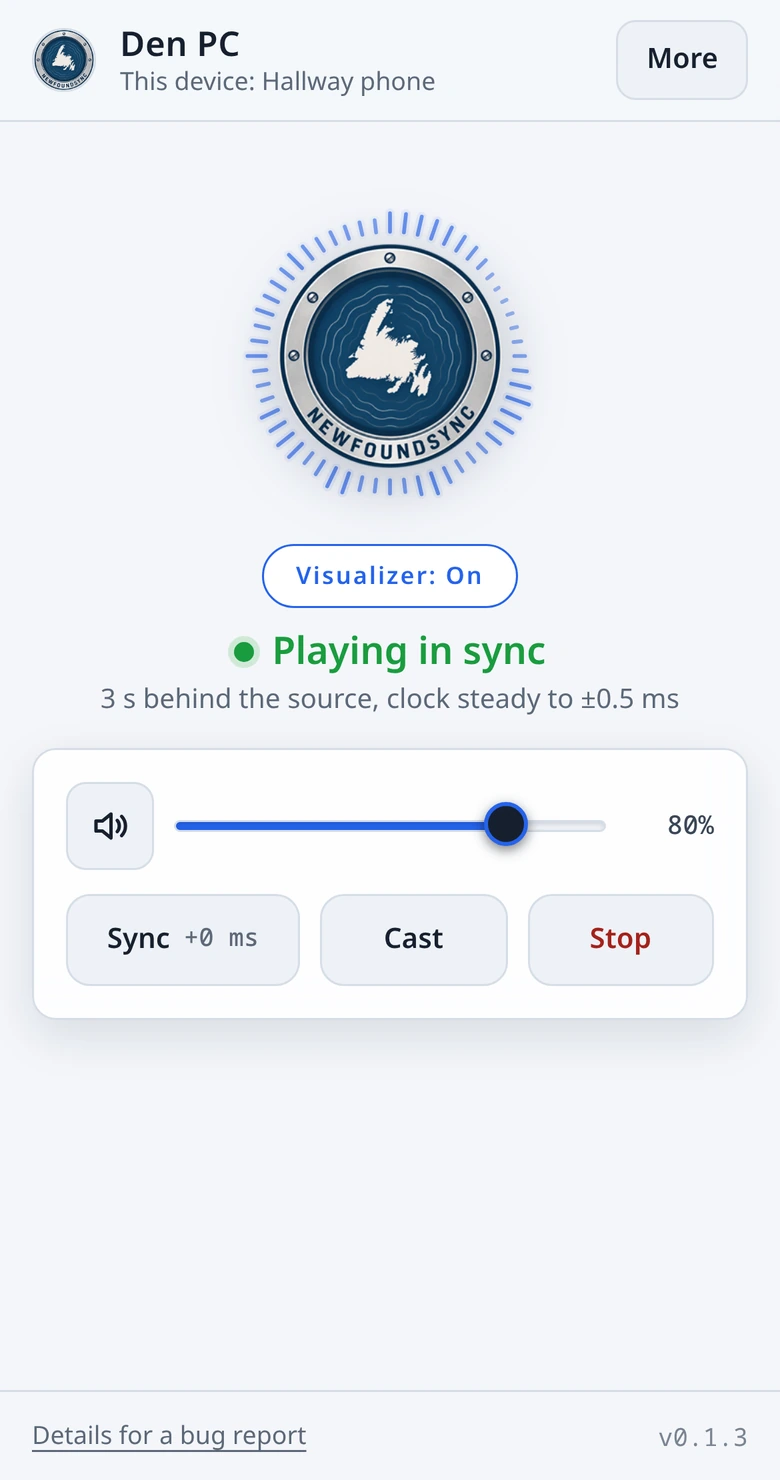 NEWFOUNDSYNC
Den PC
This device: Hallway phone
More
NEWFOUNDSYNC
Visualizer: On
Playing in sync
3 s behind the source, clock steady to ±0.5 ms
80%
Sync +0 ms
Cast
Stop
Details for a bug report
v0.1.3